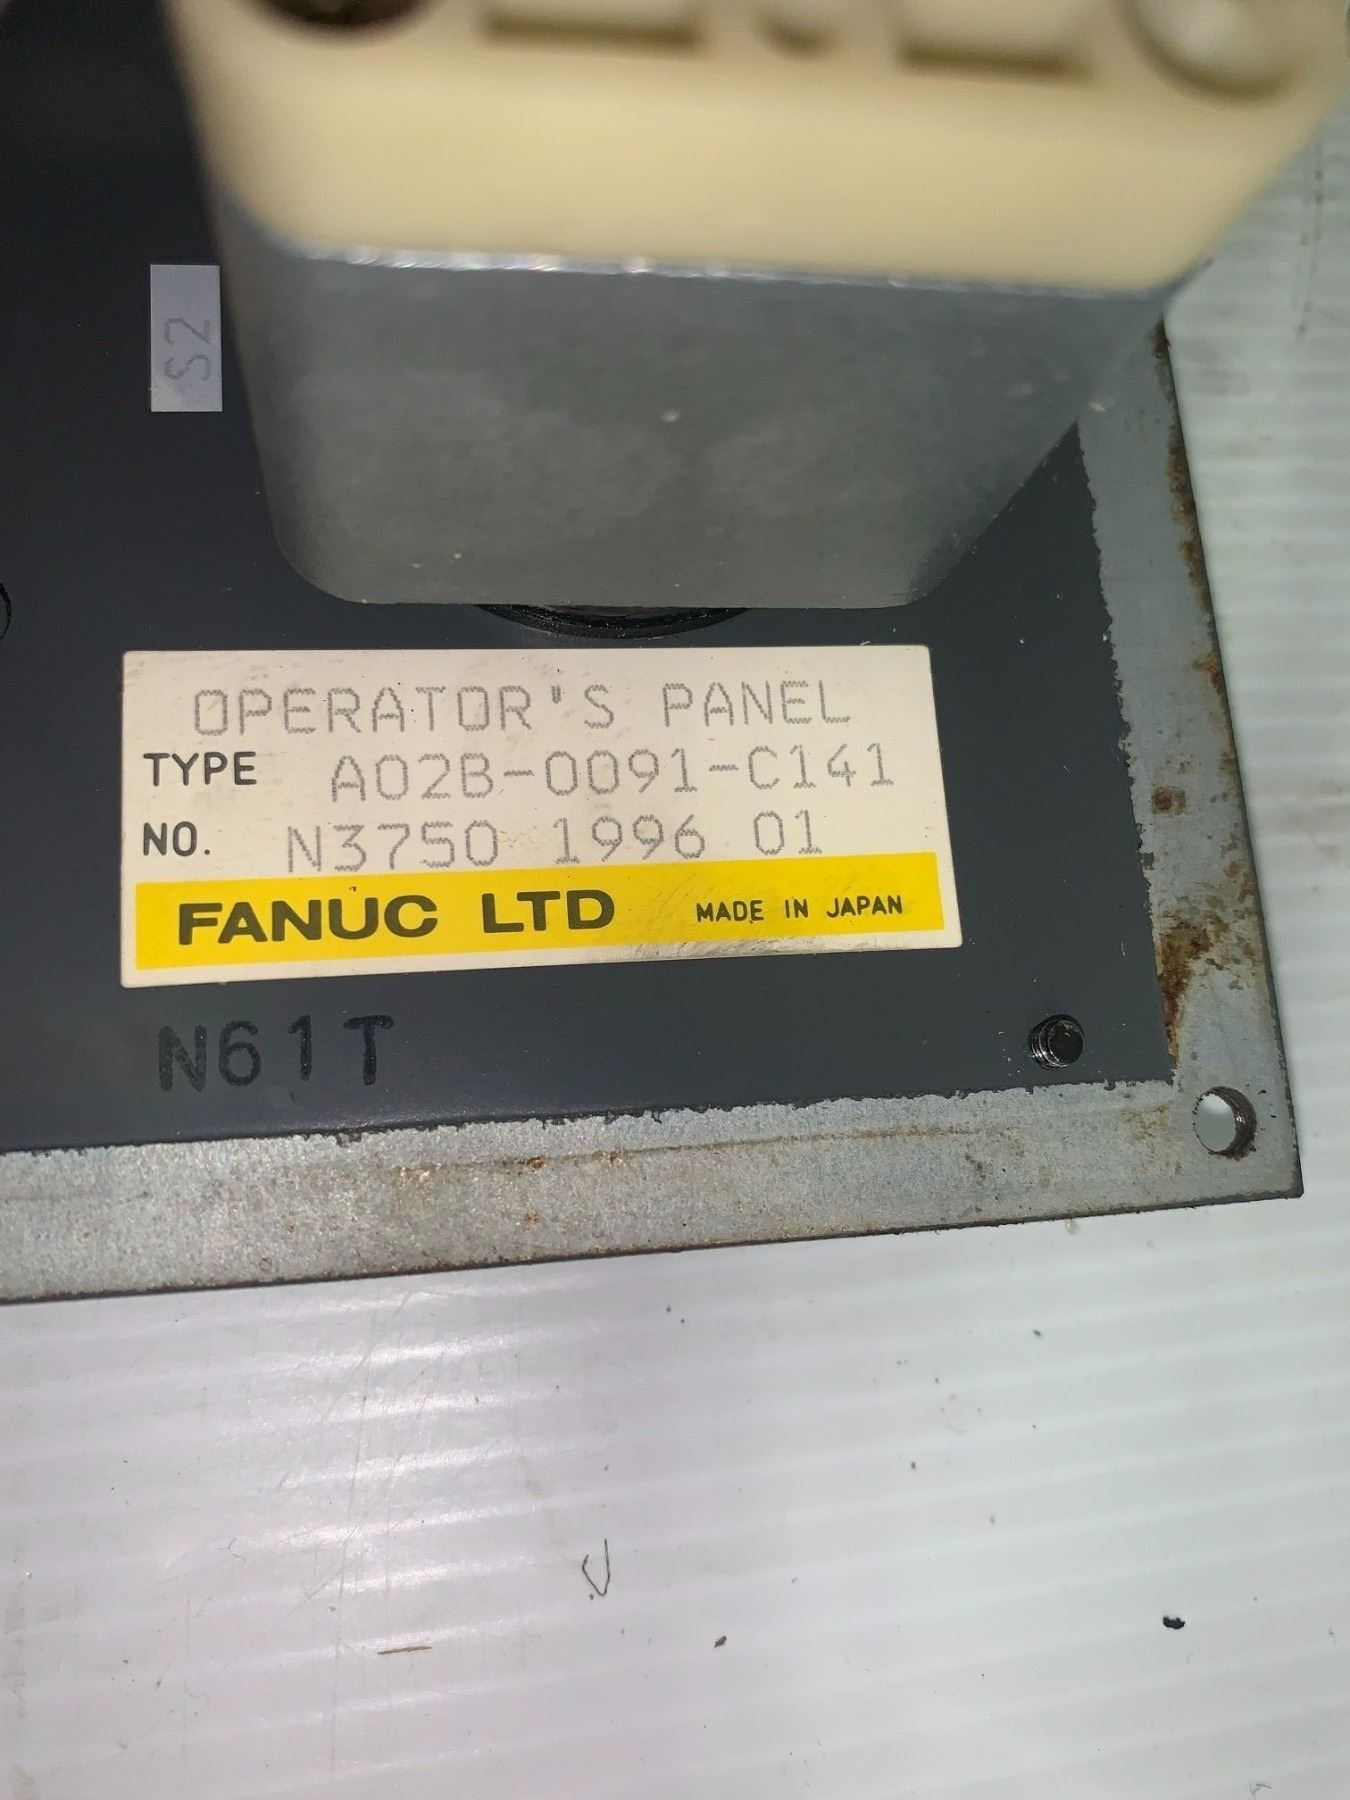 S2
OPERATOR'S PANEL
TYPE A02B-0091-C141
NO. N3750 1996 01
FANUC LTD MADE IN JAPAN
N61T